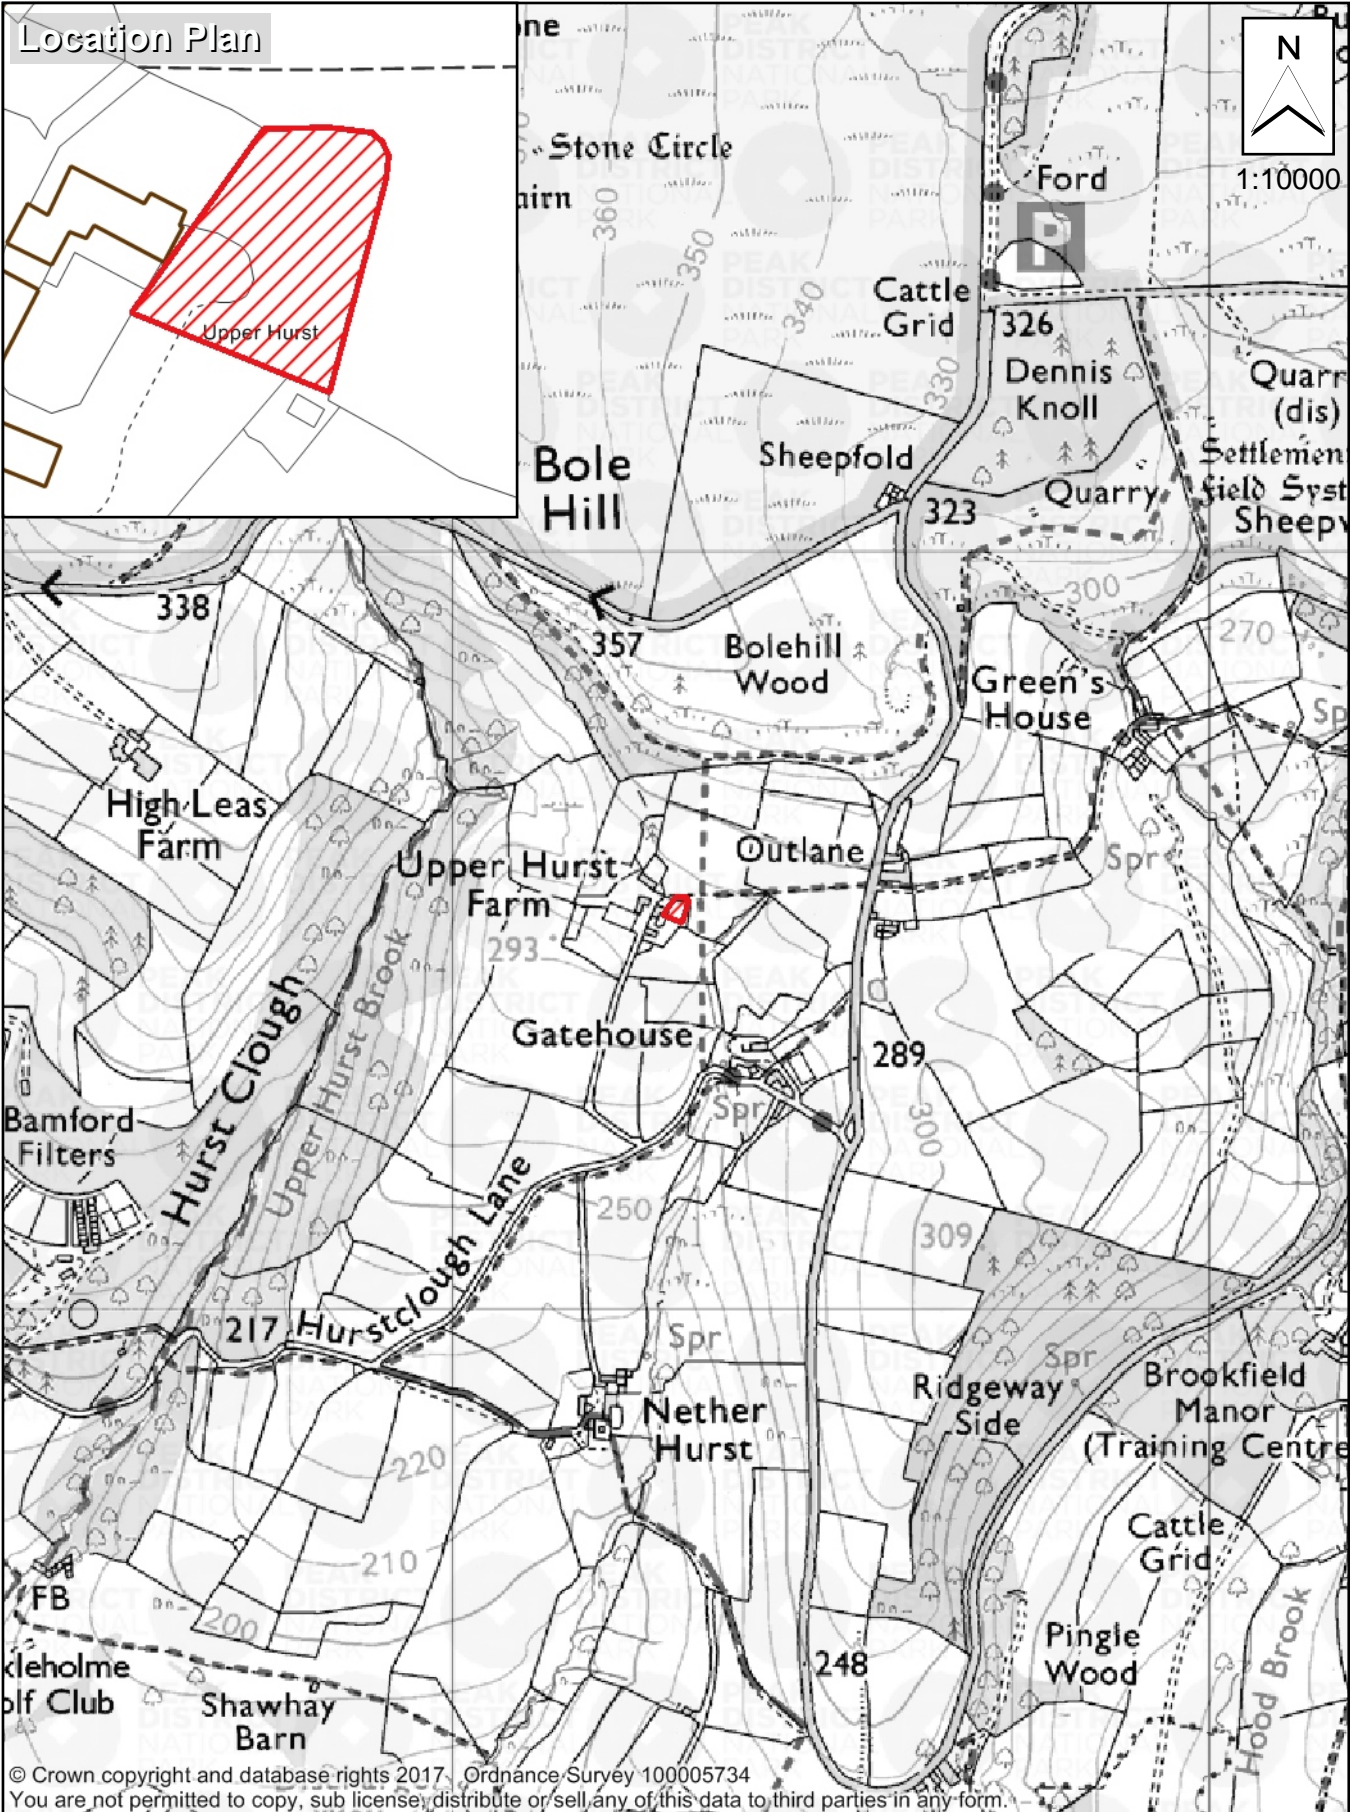 Location Plan
Upper Hurst
N
1:10000
Stone Circle
Ford
P
360
350
340
330
Cattle
Grid
326
Dennis
Knoll
Quarry
(dis)
Sheepfold
Bole
Hill
Quarry
323
300
338
357
Bolehill
Wood
Green's
House
270
High Leas
Farm
Upper Hurst
Farm
Outlane
Spr
293
Gatehouse
289
Spr
300
Hurst Clough
Upper Hurst Brook
Bamford
Filters
250
309
217
Hurstclough Lane
Spr
Spr
Ridgeway
Side
Brookfield
Manor
(Training Centre
Nether
Hurst
220
Cattle
Grid
210
FB
200
Pingle
Wood
248
Hood Brook
Shawhay
Barn
© Crown copyright and database rights 2017. Ordnance Survey 100005734
You are not permitted to copy, sub license, distribute or sell any of this data to third parties in any form.
PEAK
DISTRICT
NATIONAL
PARK